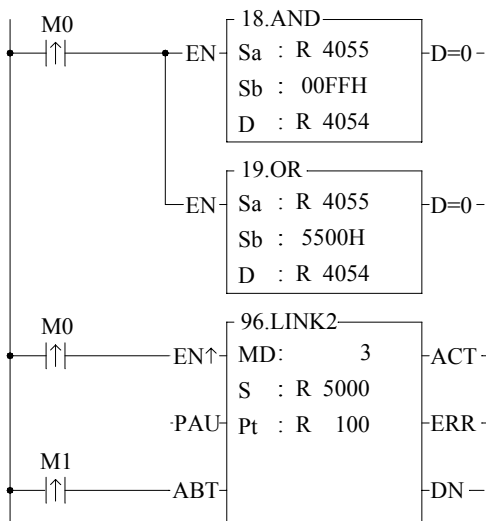 M0
18.AND
EN
Sa : R 4055
D=0
Sb : 00FFH
D : R 4054
19.OR
EN
Sa : R 4055
D=0
Sb : 5500H
D : R 4054
M0
96.LINK2
EN↑
MD: 3
ACT
S : R 5000
PAU
Pt : R 100
ERR
M1
ABT
DN